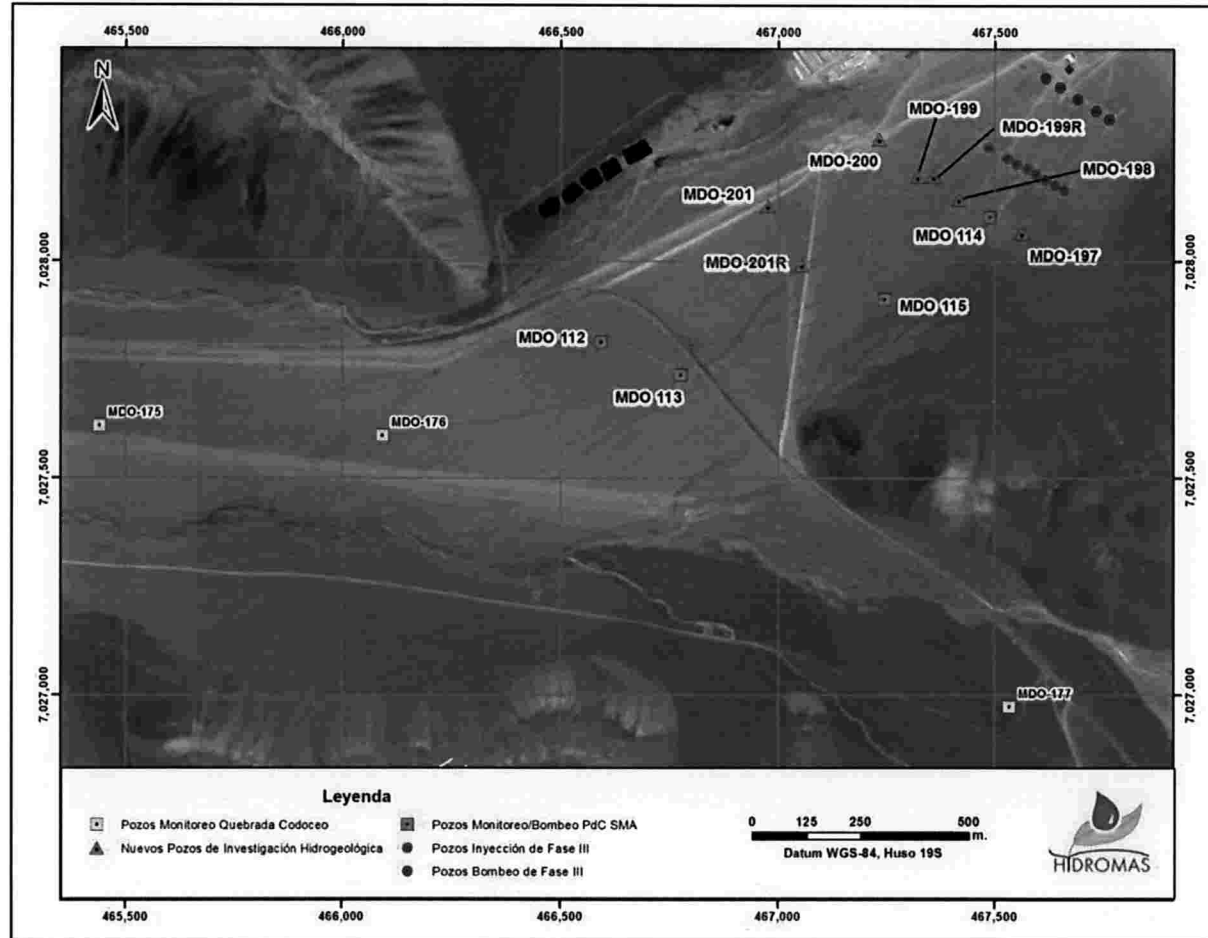 465,500 466,000 466,500 467,000 467,500
N
MDO-199
MDO-199R
MDO-200
MDO-198
MDO-201
MDO 114
MDO-197
7,028,000 7,028,000
MDO-201R
MDO 115
MDO 112
MDO 113
MDO-175
MDO-176
7,027,500 7,027,500
7,027,000 7,027,000
MDO-177
Leyenda
Pozos Monitoreo Quebrada Codoceo
Nuevos Pozos de Investigación Hidrogeológica
Pozos Monitoreo/Bombeo PdC SMA
Pozos Inyección de Fase III
Pozos Bombeo de Fase III
0 125 250 500
m.
Datum WGS-84, Huso 19S
HIDROMAS
465,500 466,000 466,500 467,000 467,500